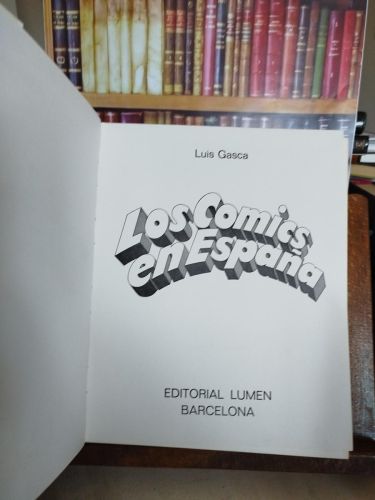 Luis Gasca
Los Comics
en España
EDITORIAL LUMEN
BARCELONA